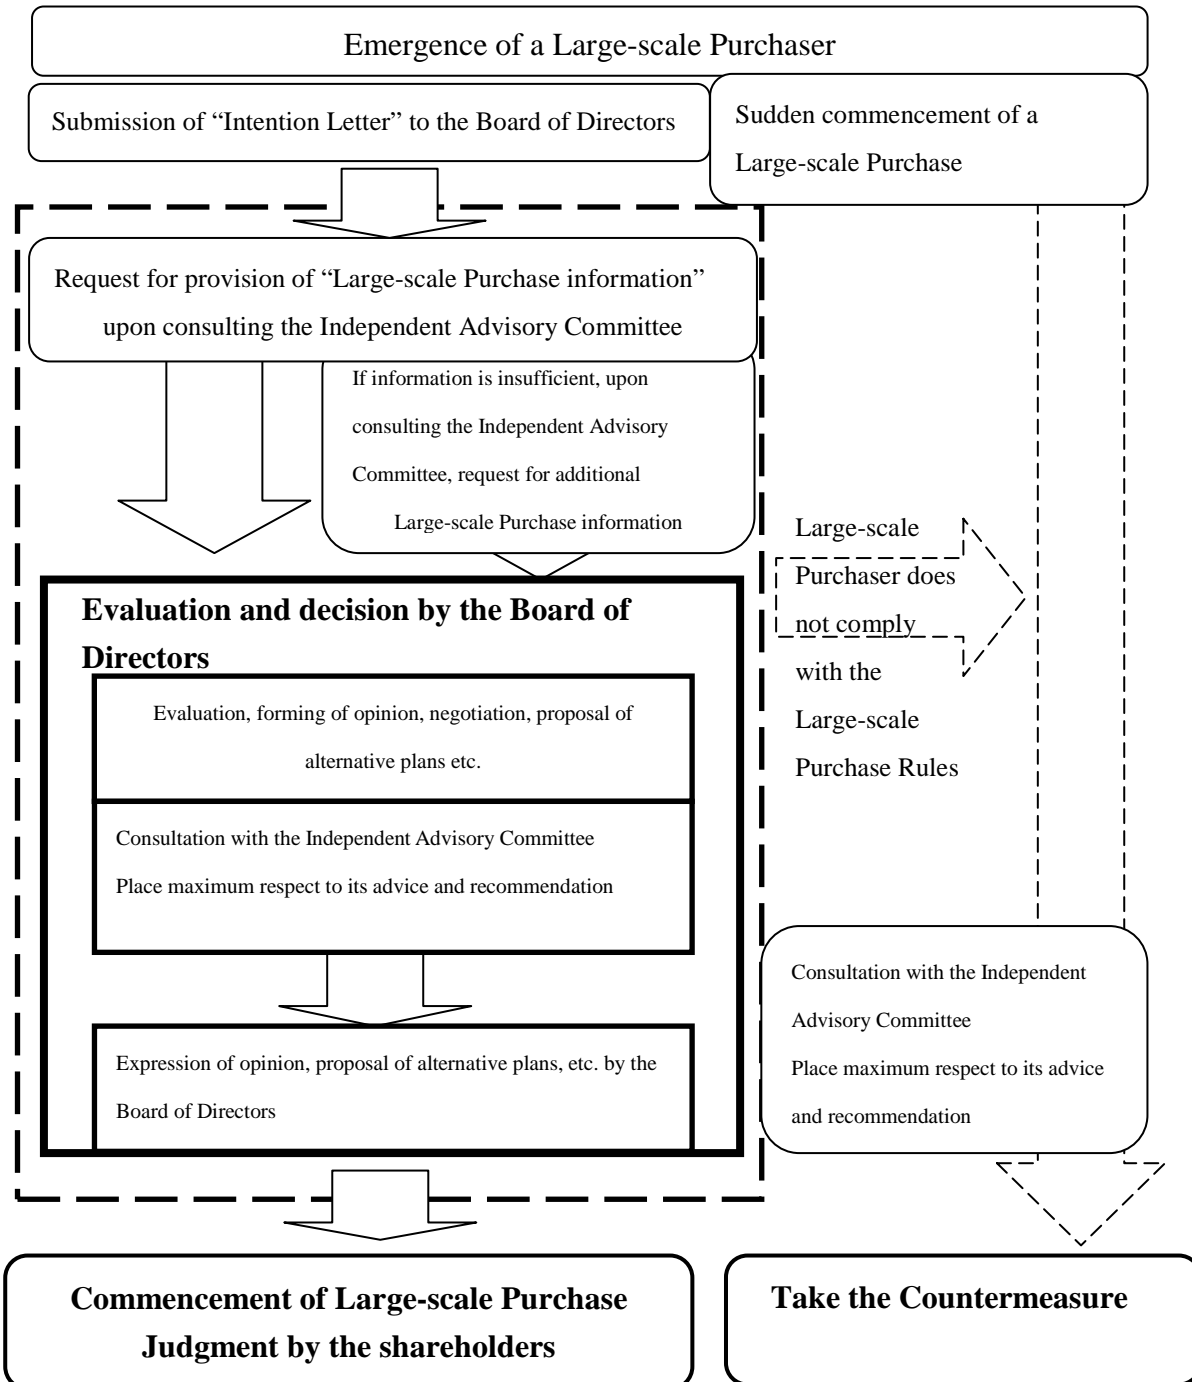 Emergence of a Large-scale Purchaser
Submission of “Intention Letter” to the Board of Directors
Sudden commencement of a
Large-scale Purchase
Request for provision of “Large-scale Purchase information”
upon consulting the Independent Advisory Committee
If information is insufficient, upon
consulting the Independent Advisory
Committee, request for additional
Large-scale Purchase information
Large-scale
Purchaser does
not comply
with the
Large-scale
Purchase Rules
Evaluation and decision by the Board of
Directors
Evaluation, forming of opinion, negotiation, proposal of
alternative plans etc.
Consultation with the Independent Advisory Committee
Place maximum respect to its advice and recommendation
Expression of opinion, proposal of alternative plans, etc. by the
Board of Directors
Consultation with the Independent
Advisory Committee
Place maximum respect to its advice
and recommendation
Commencement of Large-scale Purchase
Judgment by the shareholders
Take the Countermeasure